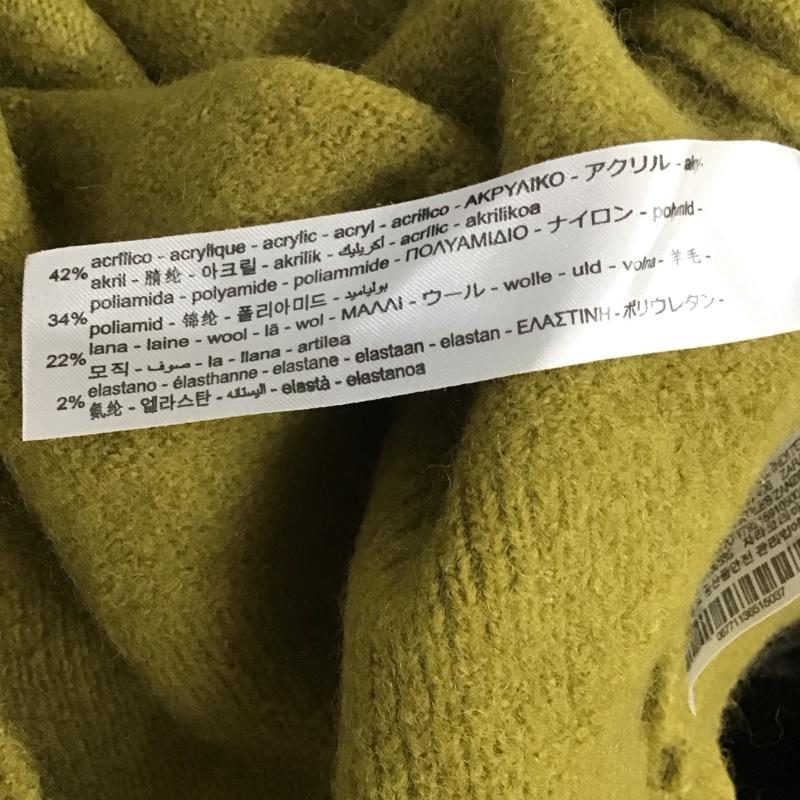 42% acrílico - acrylique - acrylic - acryl - acrilico - ΑΚΡΥΛΙΚΟ - アクリル -
akril - 腈纶 - 아크릴 - akrilik - اكريليك - acrílic - akrilikoa
34% poliamida - polyamide - poliammide - ΠΟΛΥΑΜΙΔΙΟ - ナイロン - polyamid -
poliamid - 锦纶 - 폴리아미드 - بولياميد
22% lana - laine - wool - lã - wol - ΜΑΛΛΙ - ウール - wolle - uld - volna - 羊毛 -
모직 - صوف - la - llana - artilea
2% elastano - élasthanne - elastane - elastaan - elastan - ΕΛΑΣΤΙΝΗ - ポリウレタン -
氨纶 - 엘라스탄 - - elastà - elastanoa